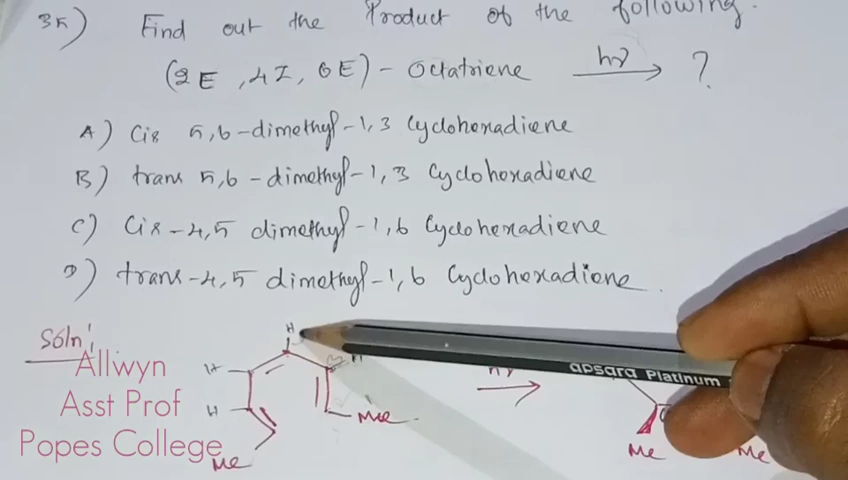 35) Find out the Product of the following.
(2E, 4Z, 6E) - Octatriene hν ?
A) Cis 5,6-dimethyl-1,3 Cyclohexadiene
B) trans 5,6-dimethyl-1,3 Cyclohexadiene
C) Cis-4,5 dimethyl-1,6 Cyclohexadiene
D) trans-4,5 dimethyl-1,6 Cyclohexadiene.
Soln:
Allwyn
Asst Prof
Popes College
H
H
H
H
Me
Me
hν
Me
Me
apsara Platinum